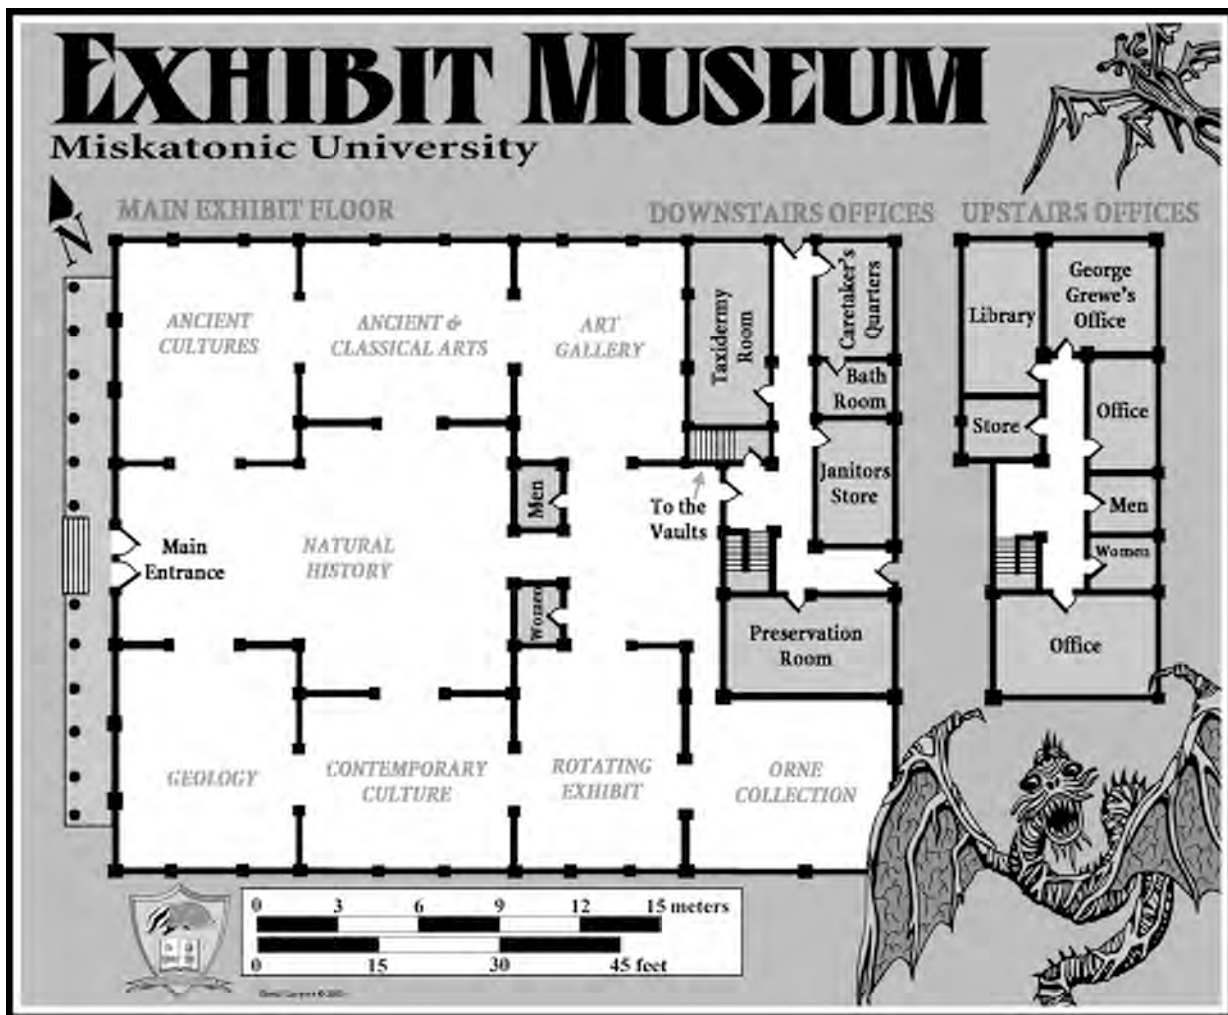 EXHIBIT MUSEUM
Miskatonic University
N
MAIN EXHIBIT FLOOR
DOWNSTAIRS OFFICES
UPSTAIRS OFFICES
ANCIENT
CULTURES
ANCIENT &
CLASSICAL ARTS
ART
GALLERY
Taxidermy
Room
Caretaker's
Quarters
Bath
Room
Janitors
Store
Library
George
Grewe's
Office
Store
Office
Men
Women
Office
Men
To the
Vaults
Main
Entrance
NATURAL
HISTORY
Women
Preservation
Room
GEOLOGY
CONTEMPORARY
CULTURE
ROTATING
EXHIBIT
ORNE
COLLECTION
0 3 6 9 12 15 meters
0 15 30 45 feet